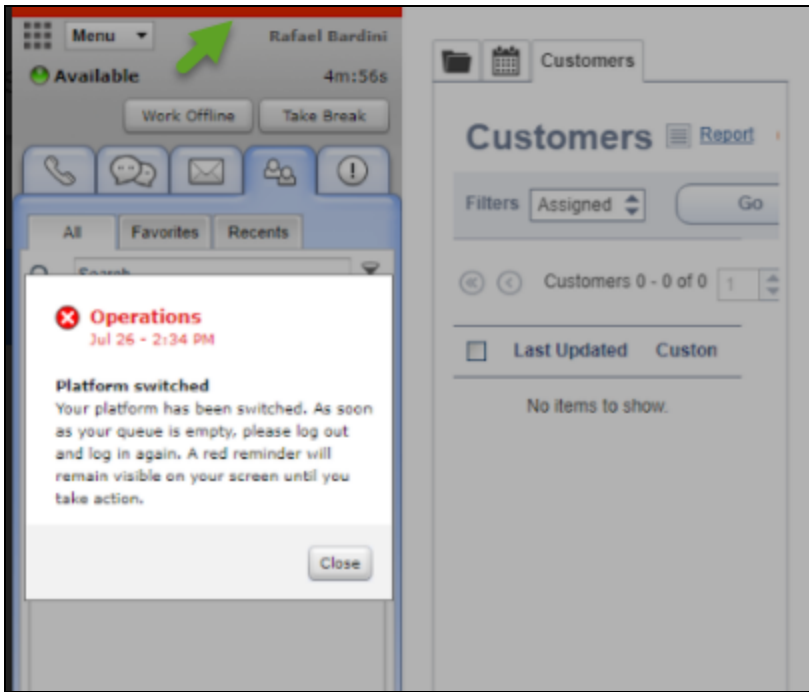 Menu
Rafael Bardini
Available
4m:56s
Work Offline
Take Break
All
Favorites
Recents
Search
Operations
Jul 26 - 2:34 PM
Platform switched
Your platform has been switched. As soon
as your queue is empty, please log out
and log in again. A red reminder will
remain visible on your screen until you
take action.
Close
Customers
Customers
Report
Filters
Assigned
Go
Customers 0 - 0 of 0
1
Last Updated
Custon
No items to show.